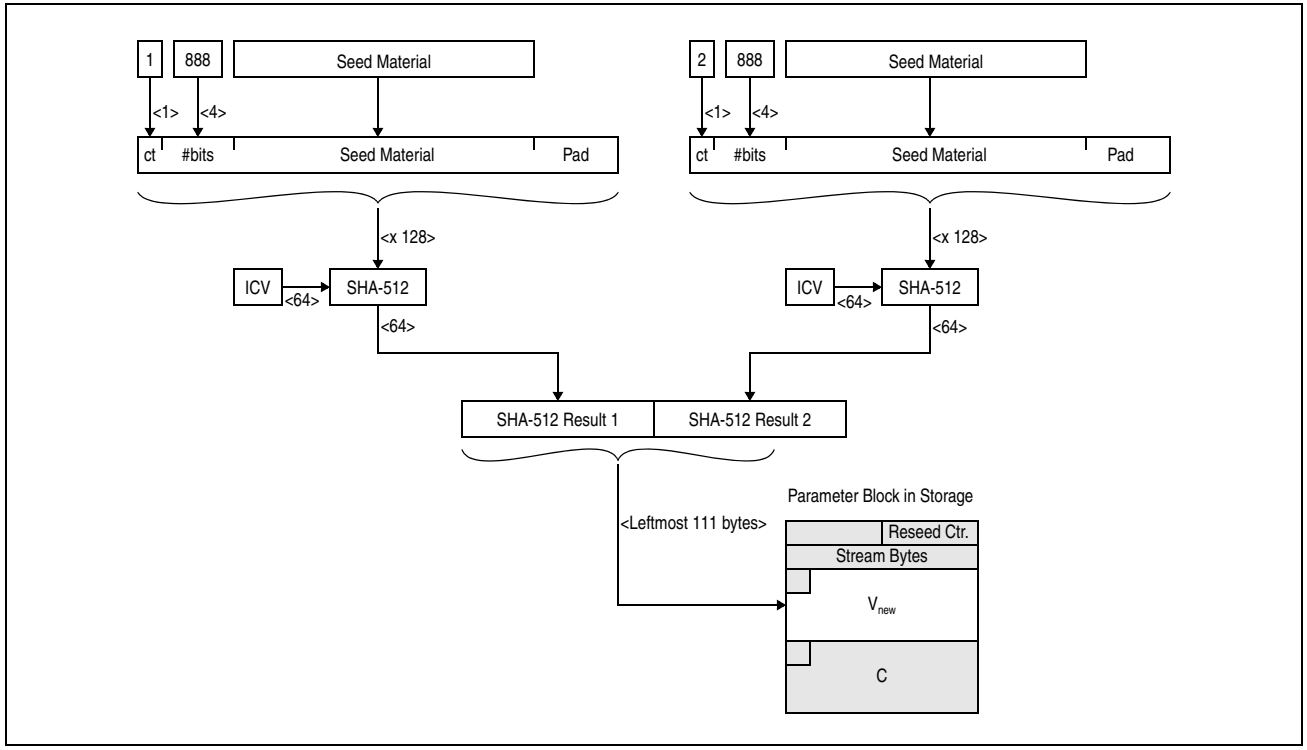 1 888 Seed Material 2 888 Seed Material
<1> <4> <1> <4>
ct #bits Seed Material Pad ct #bits Seed Material Pad
<x 128> <x 128>
ICV SHA-512 ICV SHA-512
<64> <64>
<64> <64>
SHA-512 Result 1 SHA-512 Result 2
Parameter Block in Storage
<Leftmost 111 bytes>
Reseed Ctr.
Stream Bytes
Vnew
C